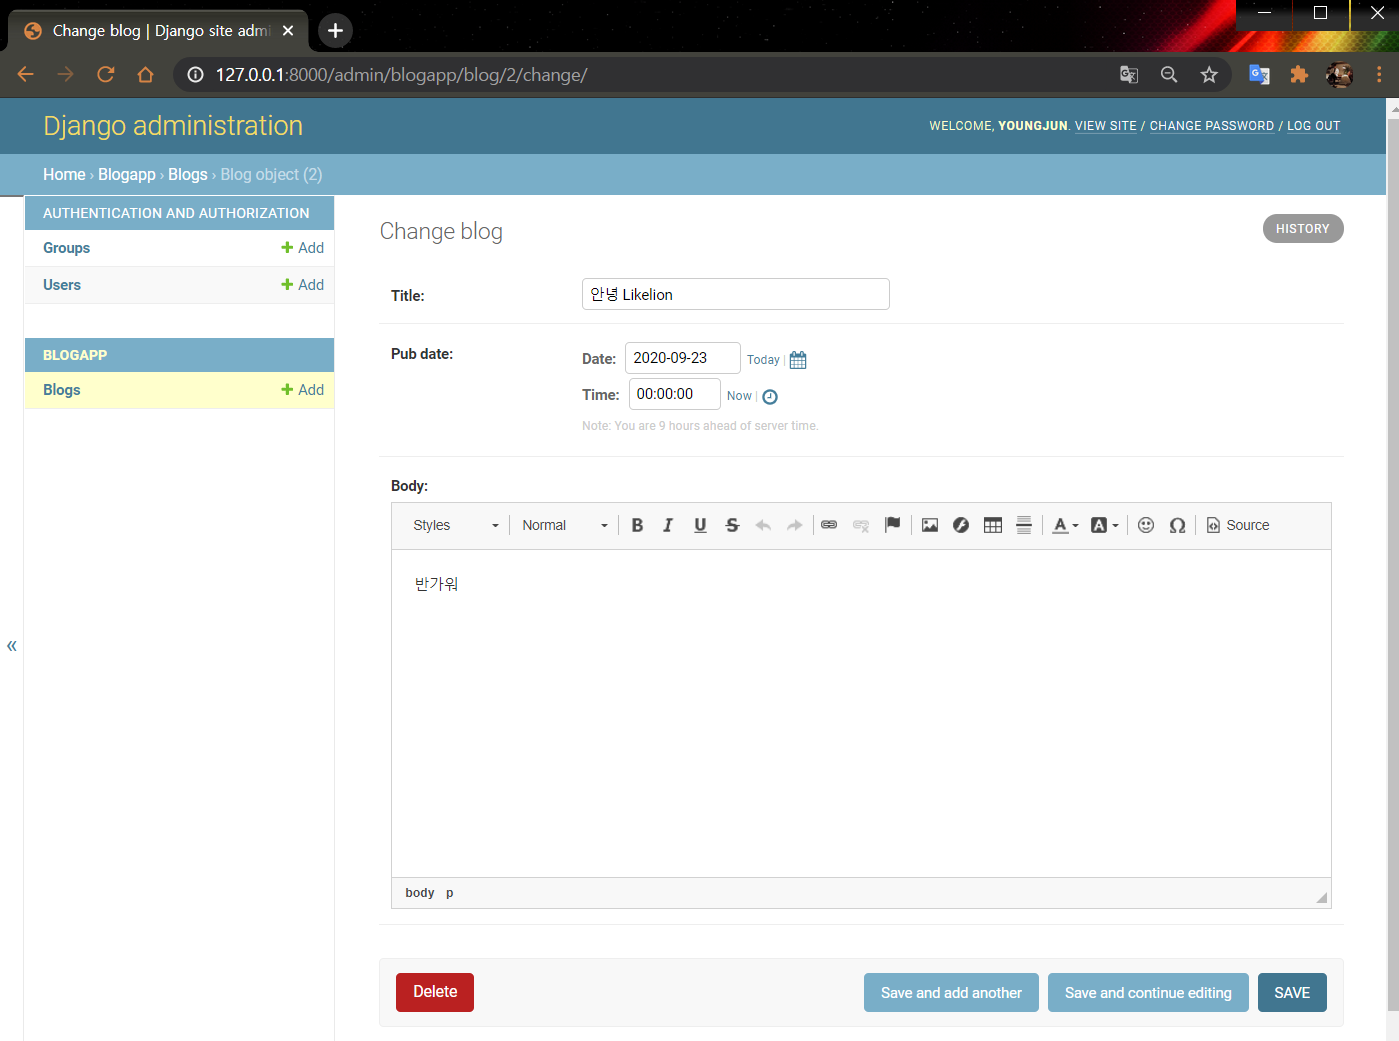 Change blog | Django site admi
127.0.0.1:8000/admin/blogapp/blog/2/change/
Django administration
WELCOME, YOUNGJUN. VIEW SITE / CHANGE PASSWORD / LOG OUT
Home › Blogapp › Blogs › Blog object (2)
AUTHENTICATION AND AUTHORIZATION
Groups + Add
Users + Add
BLOGAPP
Blogs + Add
«
Change blog
HISTORY
Title: 안녕 Likelion
Pub date:
Date: 2020-09-23 Today |
Time: 00:00:00 Now |
Note: You are 9 hours ahead of server time.
Body:
Styles Normal B I U S A A Ω Source
반가워
body p
Delete Save and add another Save and continue editing SAVE